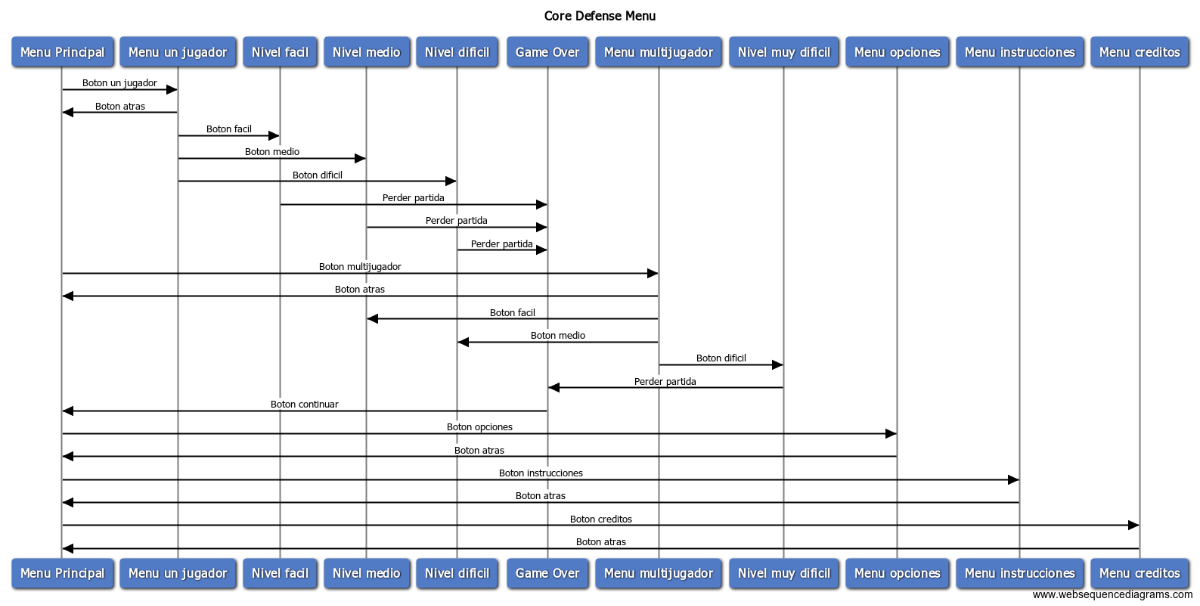 Core Defense Menu
Menu Principal Menu un jugador Nivel facil Nivel medio Nivel dificil Game Over Menu multijugador Nivel muy dificil Menu opciones Menu instrucciones Menu creditos
Boton un jugador
Boton atras
Boton facil
Boton medio
Boton dificil
Perder partida
Perder partida
Perder partida
Boton multijugador
Boton atras
Boton facil
Boton medio
Boton dificil
Perder partida
Boton continuar
Boton opciones
Boton atras
Boton instrucciones
Boton atras
Boton creditos
Boton atras
Menu Principal Menu un jugador Nivel facil Nivel medio Nivel dificil Game Over Menu multijugador Nivel muy dificil Menu opciones Menu instrucciones Menu creditos
www.websequencediagrams.com